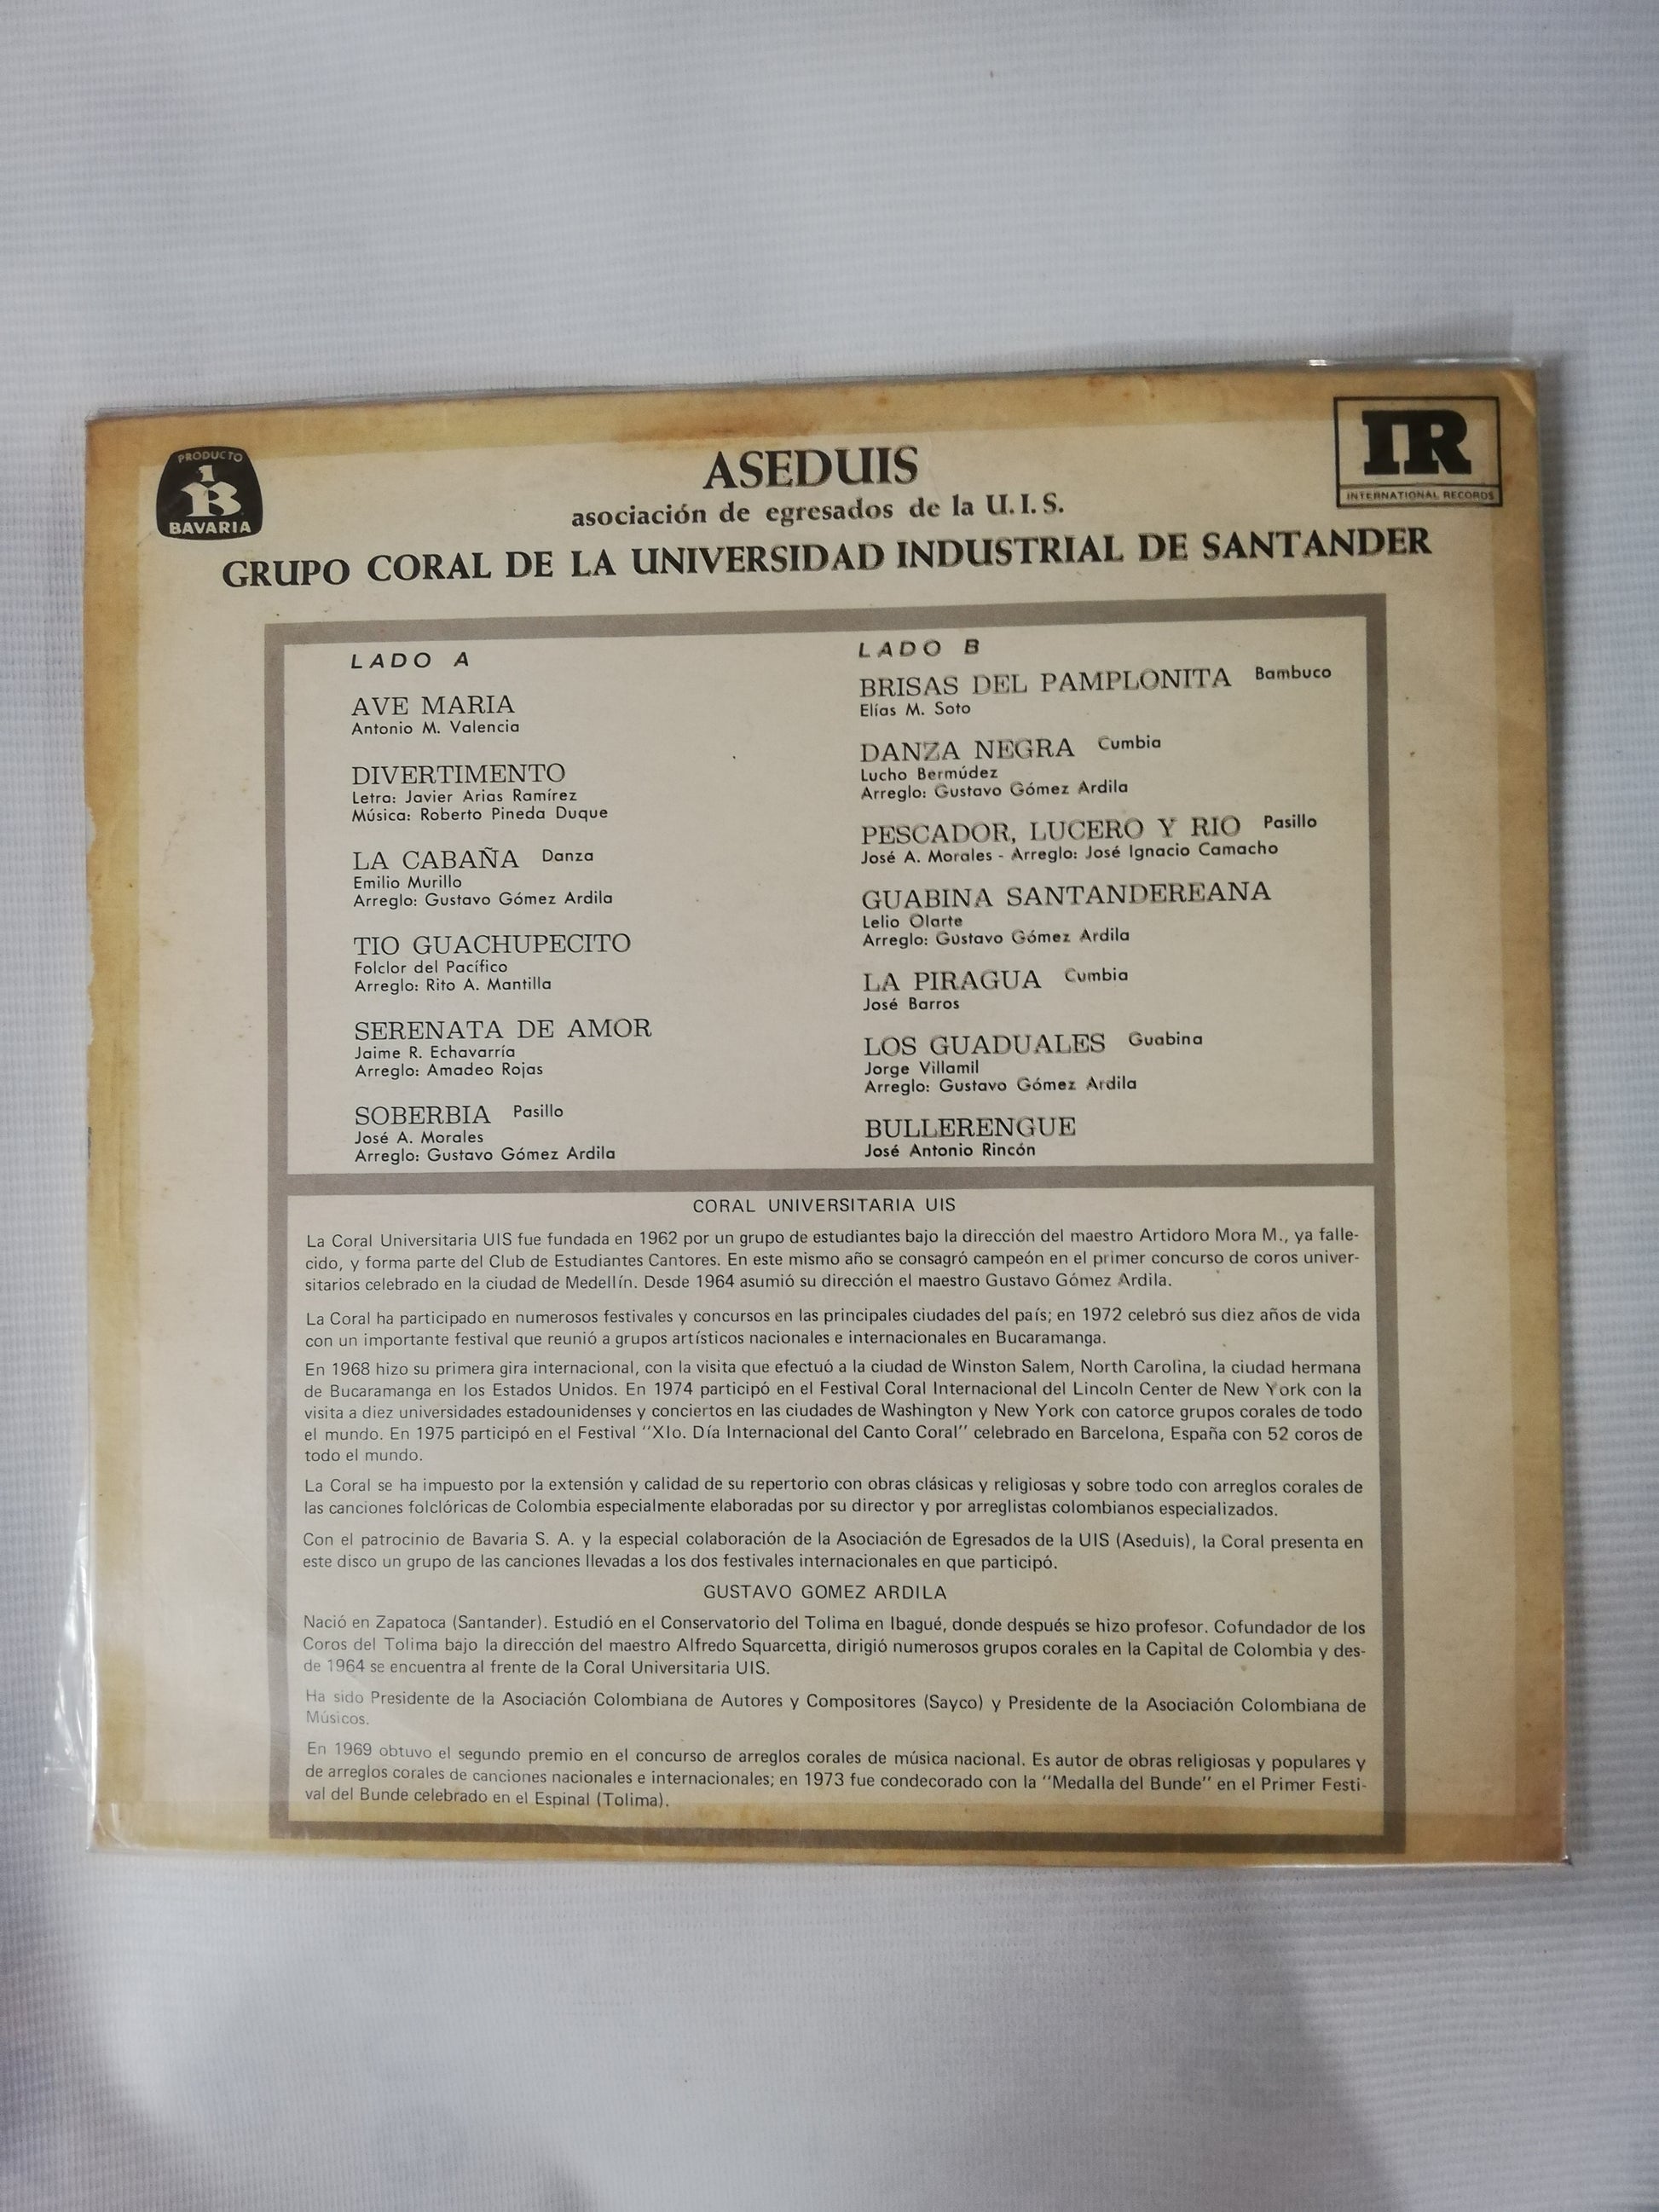 PRODUCTO
1
B
BAVARIA
IR
INTERNATIONAL RECORDS
ASEDUIS
asociación de egresados de la U. I. S.
GRUPO CORAL DE LA UNIVERSIDAD INDUSTRIAL DE SANTANDER
LADO A
AVE MARIA
Antonio M. Valencia
DIVERTIMENTO
Letra: Javier Arias Ramírez
Música: Roberto Pineda Duque
LA CABAÑA Danza
Emilio Murillo
Arreglo: Gustavo Gómez Ardila
TIO GUACHUPECITO
Folclor del Pacífico
Arreglo: Rito A. Mantilla
SERENATA DE AMOR
Jaime R. Echavarría
Arreglo: Amadeo Rojas
SOBERBIA Pasillo
José A. Morales
Arreglo: Gustavo Gómez Ardila
LADO B
BRISAS DEL PAMPLONITA Bambuco
Elías M. Soto
DANZA NEGRA Cumbia
Lucho Bermúdez
Arreglo: Gustavo Gómez Ardila
PESCADOR, LUCERO Y RIO Pasillo
José A. Morales - Arreglo: José Ignacio Camacho
GUABINA SANTANDEREANA
Lelio Olarte
Arreglo: Gustavo Gómez Ardila
LA PIRAGUA Cumbia
José Barros
LOS GUADUALES Guabina
Jorge Villamil
Arreglo: Gustavo Gómez Ardila
BULLERENGUE
José Antonio Rincón
CORAL UNIVERSITARIA UIS
La Coral Universitaria UIS fue fundada en 1962 por un grupo de estudiantes bajo la dirección del maestro Artidoro Mora M., ya falle-
cido, y forma parte del Club de Estudiantes Cantores. En este mismo año se consagró campeón en el primer concurso de coros univer-
sitarios celebrado en la ciudad de Medellín. Desde 1964 asumió su dirección el maestro Gustavo Gómez Ardila.
La Coral ha participado en numerosos festivales y concursos en las principales ciudades del país; en 1972 celebró sus diez años de vida
con un importante festival que reunió a grupos artísticos nacionales e internacionales en Bucaramanga.
En 1968 hizo su primera gira internacional, con la visita que efectuó a la ciudad de Winston Salem, North Carolina, la ciudad hermana
de Bucaramanga en los Estados Unidos. En 1974 participó en el Festival Coral Internacional del Lincoln Center de New York con la
visita a diez universidades estadounidenses y conciertos en las ciudades de Washington y New York con catorce grupos corales de todo
el mundo. En 1975 participó en el Festival "XIo. Día Internacional del Canto Coral" celebrado en Barcelona, España con 52 coros de
todo el mundo.
La Coral se ha impuesto por la extensión y calidad de su repertorio con obras clásicas y religiosas y sobre todo con arreglos corales de
las canciones folclóricas de Colombia especialmente elaboradas por su director y por arreglistas colombianos especializados.
Con el patrocinio de Bavaria S. A. y la especial colaboración de la Asociación de Egresados de la UIS (Aseduis), la Coral presenta en
este disco un grupo de las canciones llevadas a los dos festivales internacionales en que participó.
GUSTAVO GOMEZ ARDILA
Nació en Zapatoca (Santander). Estudió en el Conservatorio del Tolima en Ibagué, donde después se hizo profesor. Cofundador de los
Coros del Tolima bajo la dirección del maestro Alfredo Squarcetta, dirigió numerosos grupos corales en la Capital de Colombia y des-
de 1964 se encuentra al frente de la Coral Universitaria UIS.
Ha sido Presidente de la Asociación Colombiana de Autores y Compositores (Sayco) y Presidente de la Asociación Colombiana de
Músicos.
En 1969 obtuvo el segundo premio en el concurso de arreglos corales de música nacional. Es autor de obras religiosas y populares y
de arreglos corales de canciones nacionales e internacionales; en 1973 fue condecorado con la "Medalla del Bunde" en el Primer Festi-
val del Bunde celebrado en el Espinal (Tolima).